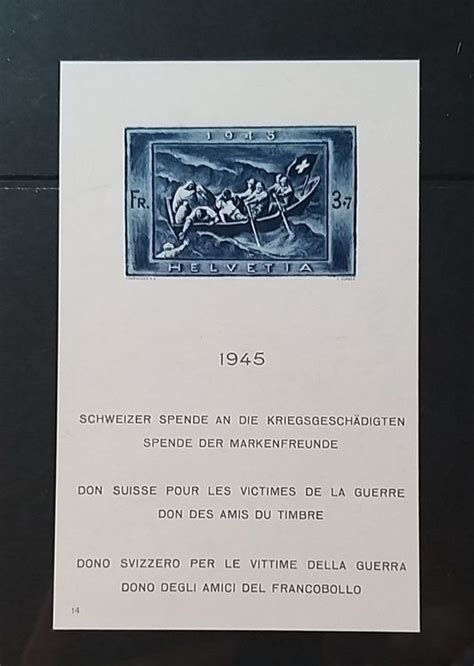 1945
FR. 3+7
HELVETIA
1945
SCHWEIZER SPENDE AN DIE KRIEGSGESCHÄDIGTEN
SPENDE DER MARKENFREUNDE
DON SUISSE POUR LES VICTIMES DE LA GUERRE
DON DES AMIS DU TIMBRE
DONO SVIZZERO PER LE VITTIME DELLA GUERRA
DONO DEGLI AMICI DEL FRANCOBOLLO
14